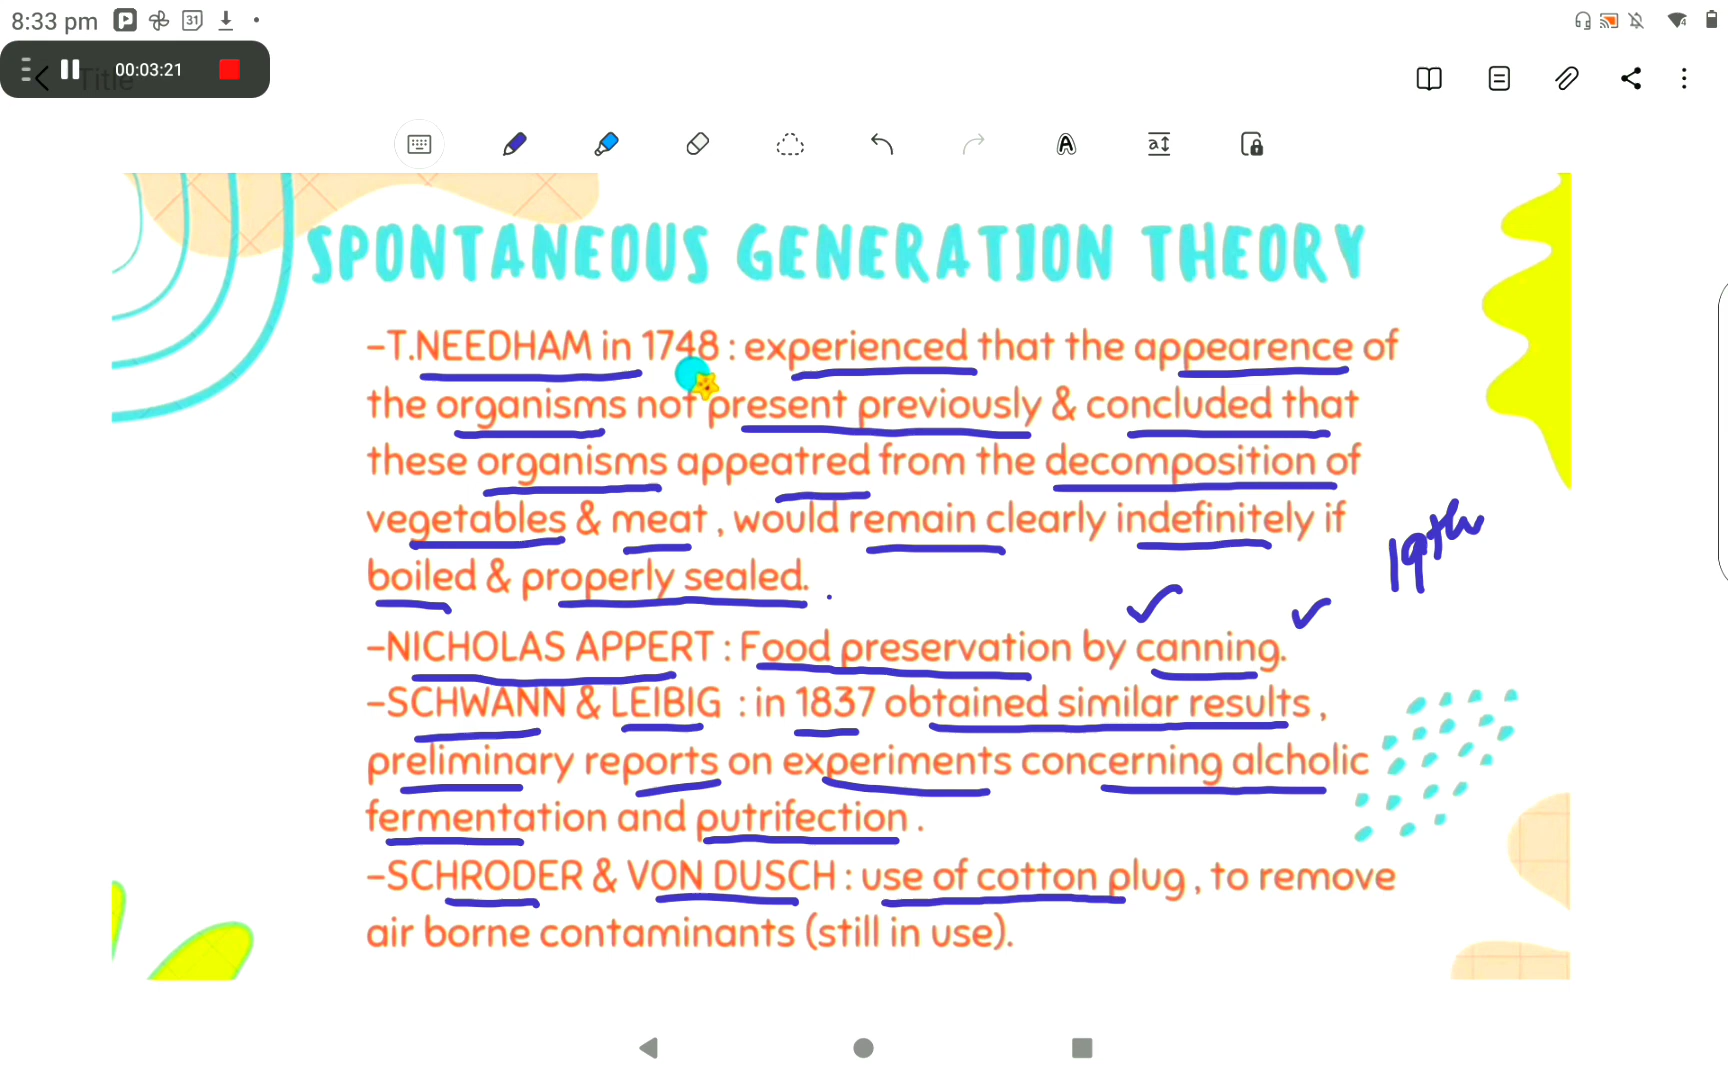 8:33 pm
31
00:03:21
Title
SPONTANEOUS GENERATION THEORY
-T.NEEDHAM in 1748 : experienced that the appearence of
the organisms not present previously & concluded that
these organisms appeatred from the decomposition of
vegetables & meat , would remain clearly indefinitely if
boiled & properly sealed.
19th
-NICHOLAS APPERT : Food preservation by canning.
-SCHWANN & LEIBIG : in 1837 obtained similar results ,
preliminary reports on experiments concerning alcholic
fermentation and putrifection .
-SCHRODER & VON DUSCH : use of cotton plug , to remove
air borne contaminants (still in use).